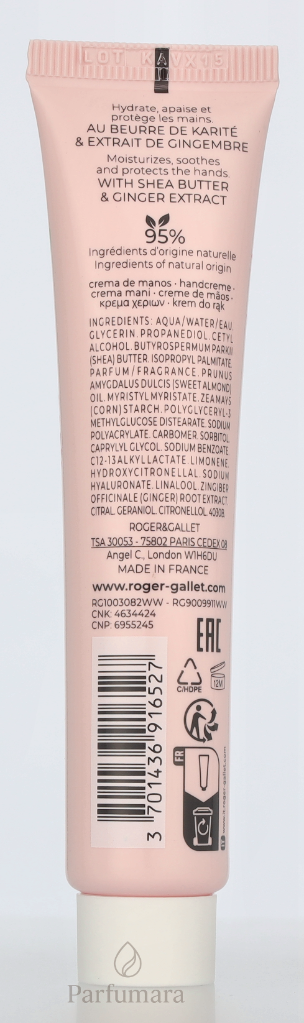 LOT KAVX15
Hydrate, apaise et
protège les mains.
AU BEURRE DE KARITÉ
& EXTRAIT DE GINGEMBRE
Moisturizes, soothes
and protects the hands.
WITH SHEA BUTTER
& GINGER EXTRACT
95%
Ingrédients d'origine naturelle
Ingredients of natural origin
crema de manos • handcreme •
crema mani • creme de mãos •
κρεμα χεριων • krem do rąk
INGREDIENTS: AQUA/WATER/EAU,
GLYCERIN, PROPANEDIOL, CETYL
ALCOHOL, BUTYROSPERMUM PARKII
(SHEA) BUTTER, ISOPROPYL PALMITATE,
PARFUM / FRAGRANCE, PRUNUS
AMYGDALUS DULCIS (SWEET ALMOND)
OIL, MYRISTYL MYRISTATE, ZEA MAYS
(CORN) STARCH, POLYGLYCERYL-3
METHYLGLUCOSE DISTEARATE, SODIUM
POLYACRYLATE, CARBOMER, SORBITOL,
CAPRYLYL GLYCOL, SODIUM BENZOATE,
C12-13 ALKYL LACTATE, LIMONENE,
HYDROXYCITRONELLAL, SODIUM
HYALURONATE, LINALOOL, ZINGIBER
OFFICINALE (GINGER) ROOT EXTRACT,
CITRAL, GERANIOL, CITRONELLOL. 4090B.
ROGER&GALLET
TSA 30053 - 75802 PARIS CEDEX 08
Angel C., London W1H6DU
MADE IN FRANCE
www.roger-gallet.com
RG1003082WW - RG9009911WW
CNK: 4634424
CNP: 6955245
EAC
C/HDPE
12M
FR
3 701436 916527
Parfumara